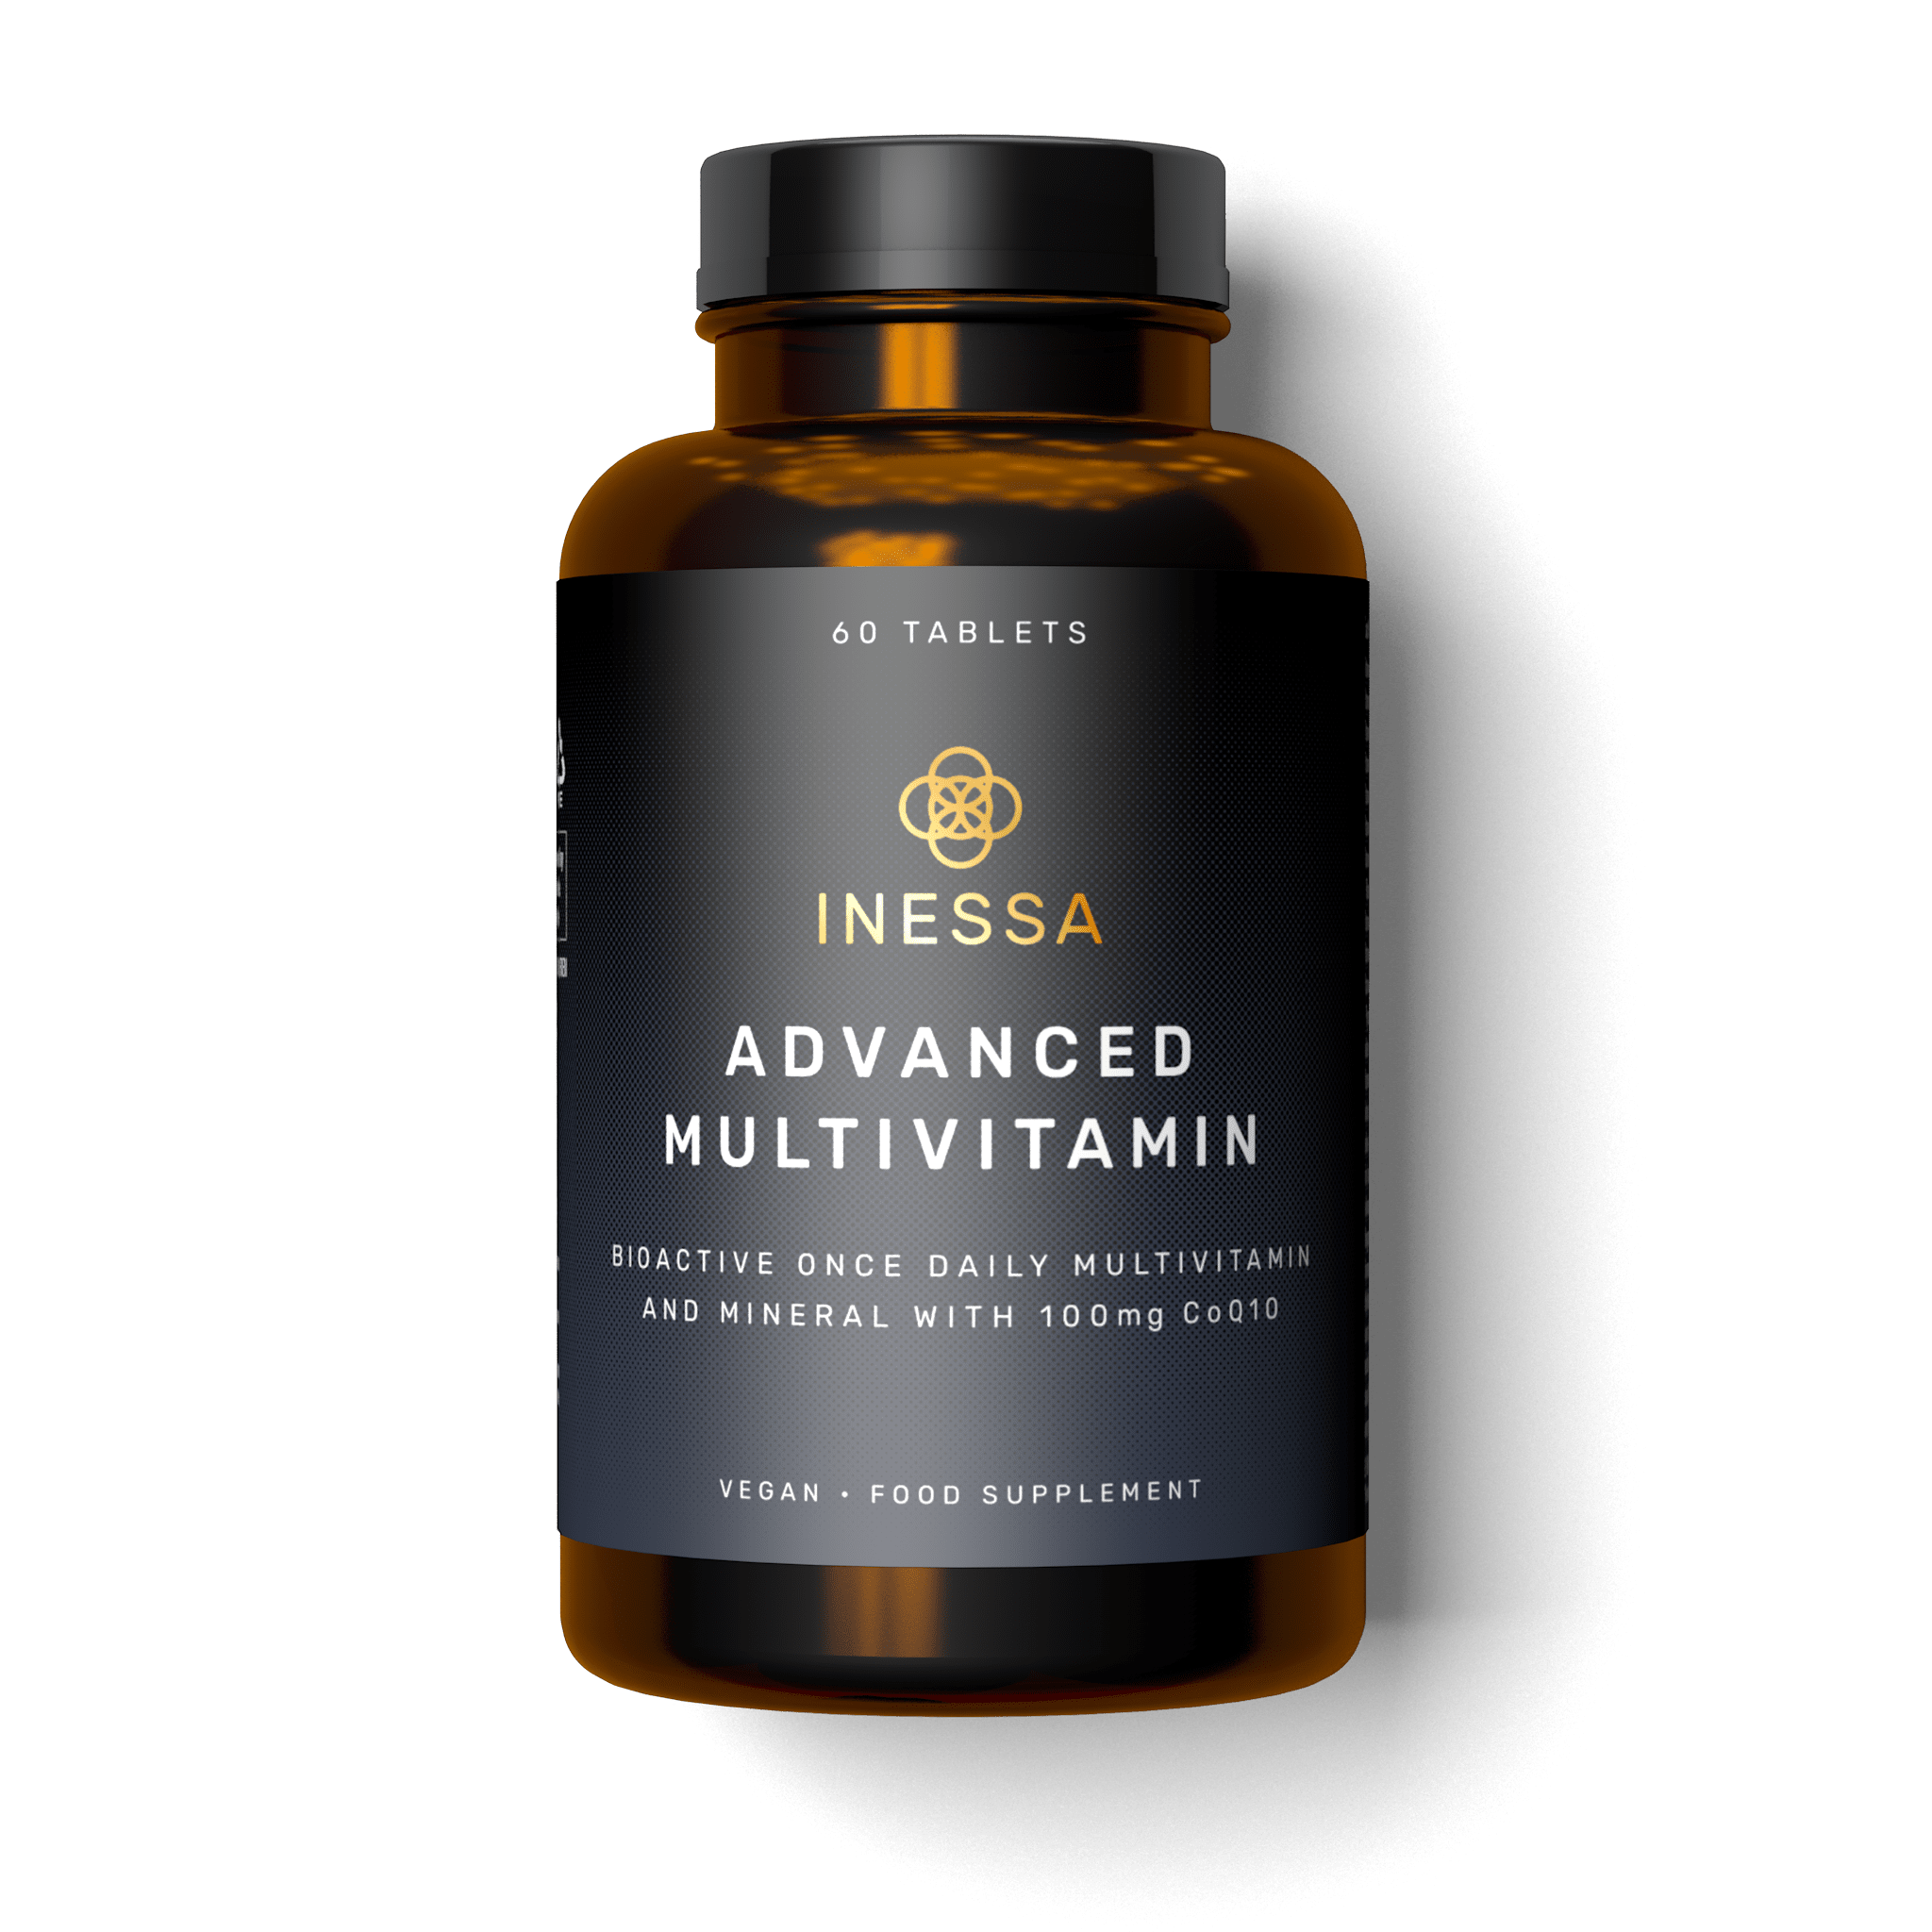 60 TABLETS
INESSA
ADVANCED
MULTIVITAMIN
BIOACTIVE ONCE DAILY MULTIVITAMIN
AND MINERAL WITH 100mg CoQ10
VEGAN • FOOD SUPPLEMENT